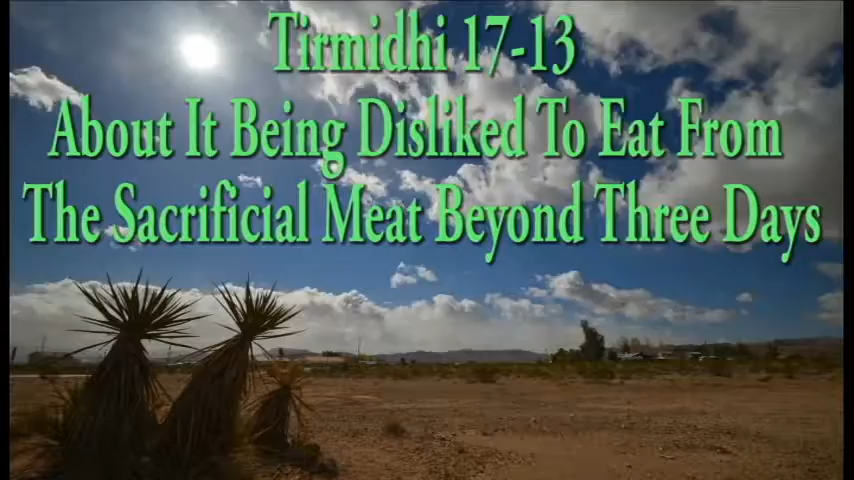 Tirmidhi 17-13
About It Being Disliked To Eat From
The Sacrificial Meat Beyond Three Days